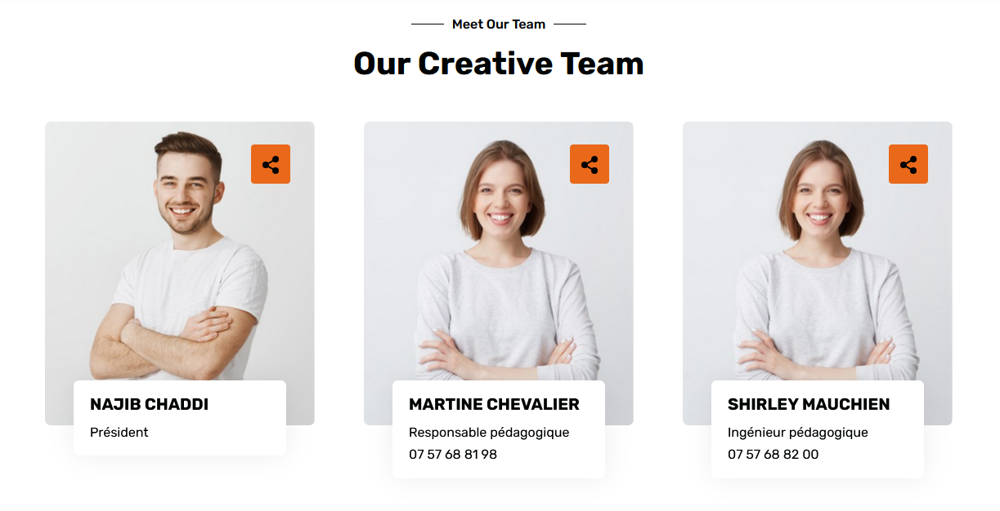 Meet Our Team
Our Creative Team
NAJIB CHADDI
Président
MARTINE CHEVALIER
Responsable pédagogique
07 57 68 81 98
SHIRLEY MAUCHIEN
Ingénieur pédagogique
07 57 68 82 00